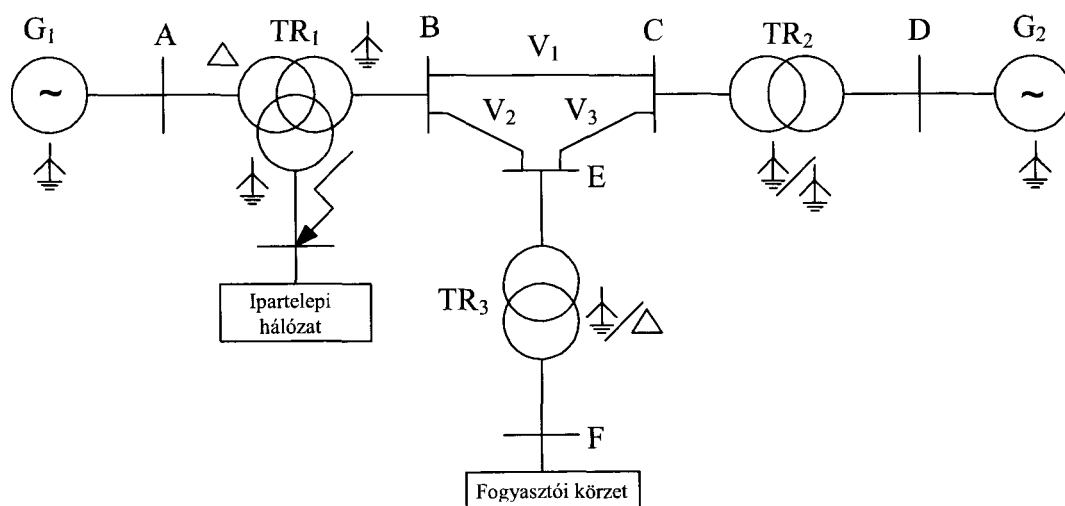 G₁
A
TR₁
B
V₁
C
TR₂
D
G₂
~
~
V₂
V₃
E
Ipartelepi
hálózat
TR₃
F
Fogyasztói körzet